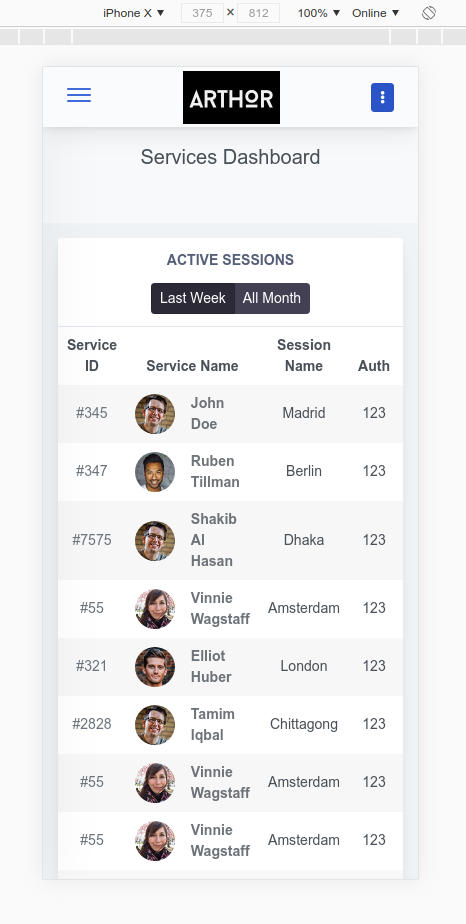 iPhone X ▼ 375 × 812 100% ▼ Online ▼
ARTHOR
Services Dashboard
ACTIVE SESSIONS
Last Week All Month
Service ID Service Name Session Name Auth
#345 John Doe Madrid 123
#347 Ruben Tillman Berlin 123
#7575 Shakib Al Hasan Dhaka 123
#55 Vinnie Wagstaff Amsterdam 123
#321 Elliot Huber London 123
#2828 Tamim Iqbal Chittagong 123
#55 Vinnie Wagstaff Amsterdam 123
#55 Vinnie Wagstaff Amsterdam 123